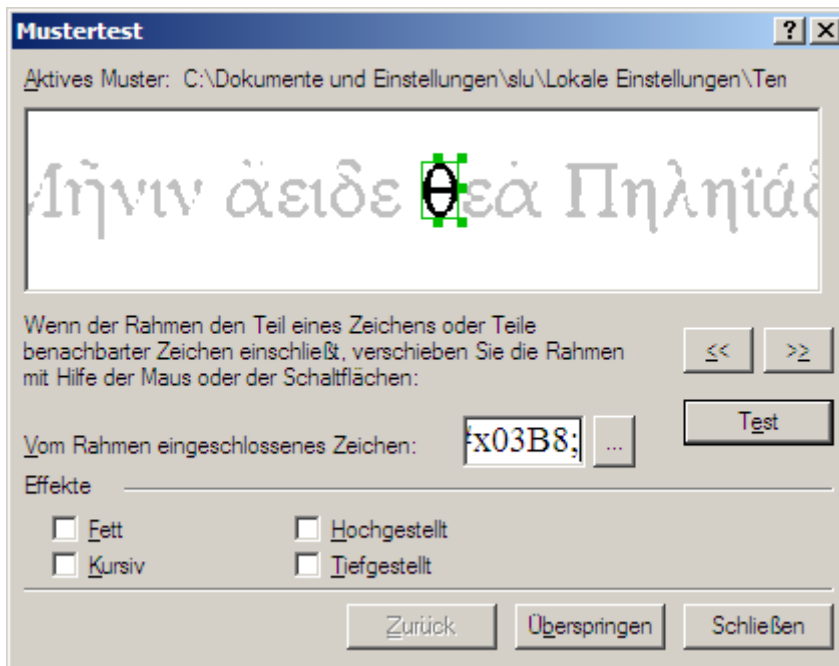 Mustertest
Aktives Muster: C:\Dokumente und Einstellungen\slu\Lokale Einstellungen\Tem
Μῆνιν ἄειδε θεὰ Πηληϊάδ
Wenn der Rahmen den Teil eines Zeichens oder Teile
benachbarter Zeichen einschließt, verschieben Sie die Rahmen
mit Hilfe der Maus oder der Schaltflächen:
<< >>
Test
Vom Rahmen eingeschlossenes Zeichen: #x03B8; ...
Effekte
Fett Hochgestellt
Kursiv Tiefgestellt
Zurück Überspringen Schließen